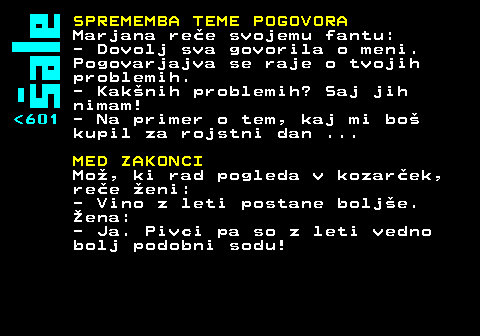 Šale
<601
SPREMEMBA TEME POGOVORA
Marjana reče svojemu fantu:
- Dovolj sva govorila o meni.
Pogovarjajva se raje o tvojih
problemih.
- Kakšnih problemih? Saj jih
nimam!
- Na primer o tem, kaj mi boš
kupil za rojstni dan ...
MED ZAKONCI
Mož, ki rad pogleda v kozarček,
reče ženi:
- Vino z leti postane boljše.
Žena:
- Ja. Pivci pa so z leti vedno
bolj podobni sodu!